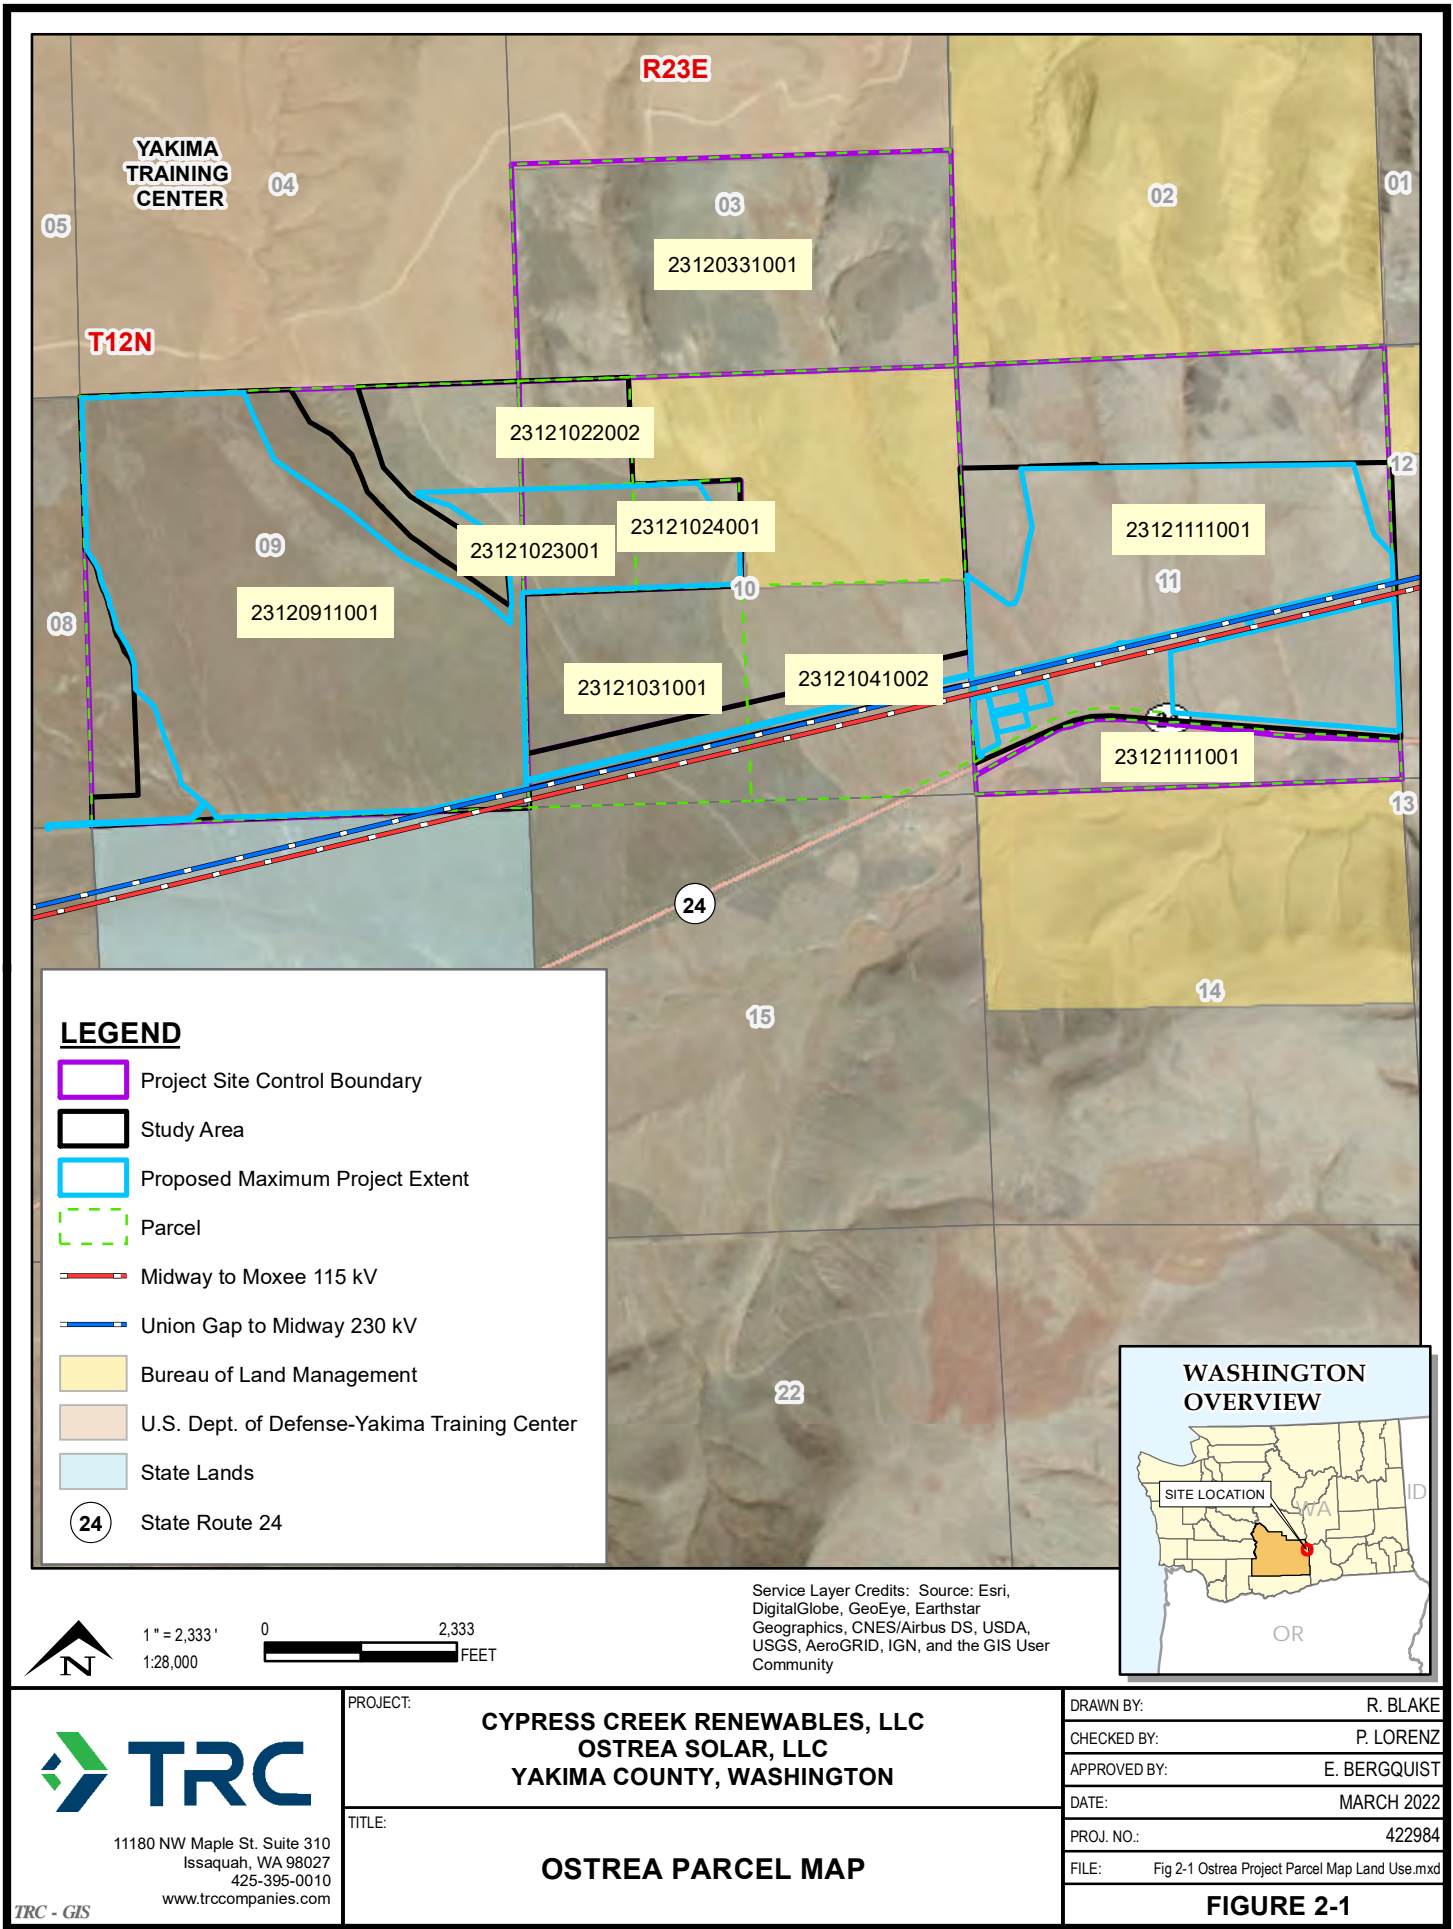 R23E
YAKIMA
TRAINING
CENTER
04
03
02
01
05
23120331001
T12N
23121022002
12
23121024001
23121111001
09
23121023001
11
10
23120911001
08
23121031001
23121041002
23121111001
13
24
14
15
22
LEGEND
Project Site Control Boundary
Study Area
Proposed Maximum Project Extent
Parcel
Midway to Moxee 115 kV
Union Gap to Midway 230 kV
Bureau of Land Management
U.S. Dept. of Defense-Yakima Training Center
State Lands
24 State Route 24
WASHINGTON
OVERVIEW
SITE LOCATION
WA
ID
OR
N
1 " = 2,333 '
1:28,000
0 2,333
FEET
Service Layer Credits: Source: Esri,
DigitalGlobe, GeoEye, Earthstar
Geographics, CNES/Airbus DS, USDA,
USGS, AeroGRID, IGN, and the GIS User
Community
TRC
11180 NW Maple St. Suite 310
Issaquah, WA 98027
425-395-0010
www.trccompanies.com
TRC - GIS
PROJECT:
CYPRESS CREEK RENEWABLES, LLC
OSTREA SOLAR, LLC
YAKIMA COUNTY, WASHINGTON
TITLE:
OSTREA PARCEL MAP
DRAWN BY: R. BLAKE
CHECKED BY: P. LORENZ
APPROVED BY: E. BERGQUIST
DATE: MARCH 2022
PROJ. NO.: 422984
FILE: Fig 2-1 Ostrea Project Parcel Map Land Use.mxd
FIGURE 2-1